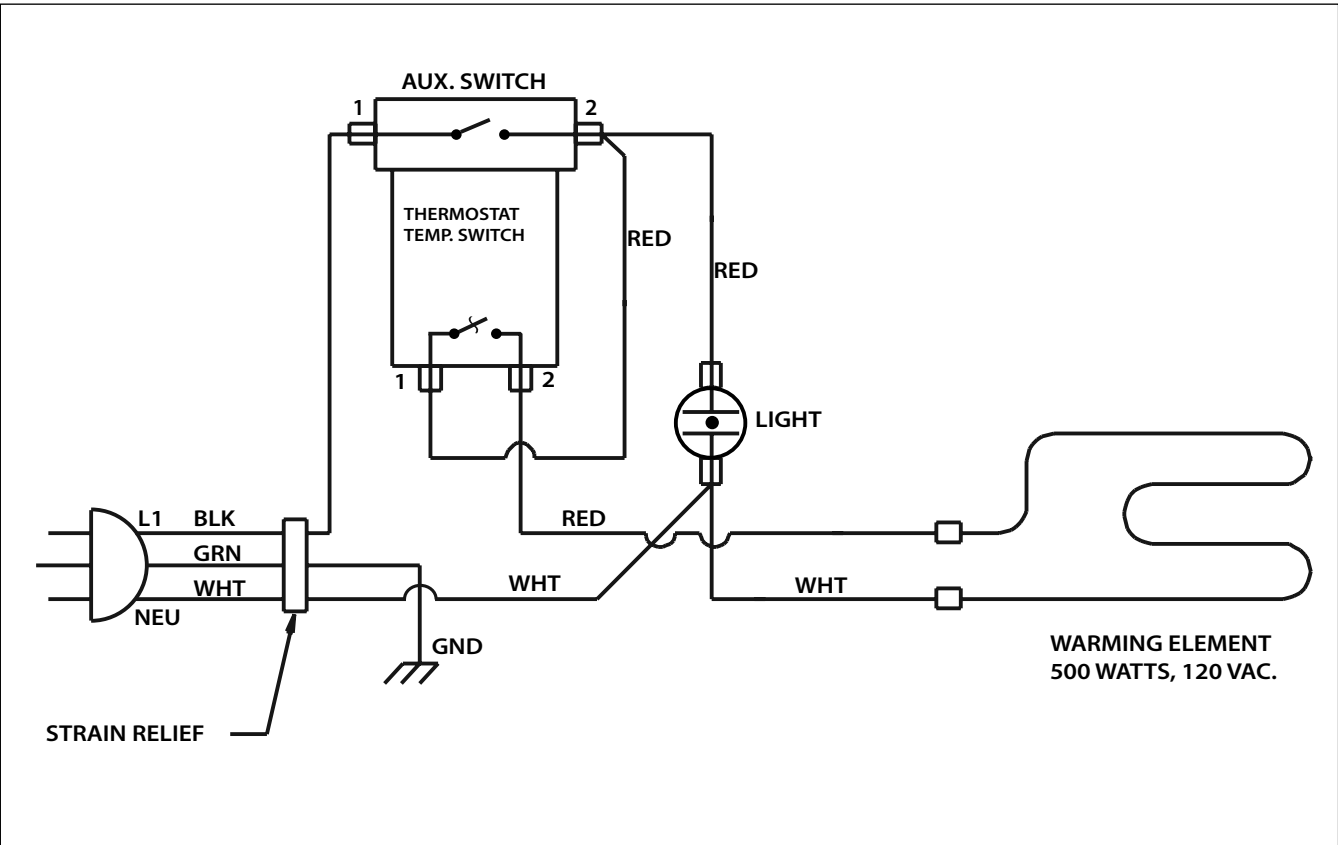 AUX. SWITCH
1
2
THERMOSTAT
TEMP. SWITCH
RED
RED
1
2
LIGHT
L1
BLK
RED
GRN
WHT
WHT
WHT
NEU
GND
WARMING ELEMENT
500 WATTS, 120 VAC.
STRAIN RELIEF